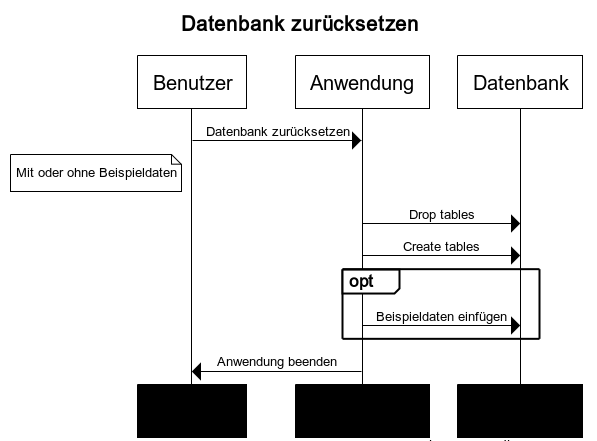 Datenbank zurücksetzen
Benutzer
Anwendung
Datenbank
Datenbank zurücksetzen
Mit oder ohne Beispieldaten
Drop tables
Create tables
opt
Beispieldaten einfügen
Anwendung beenden